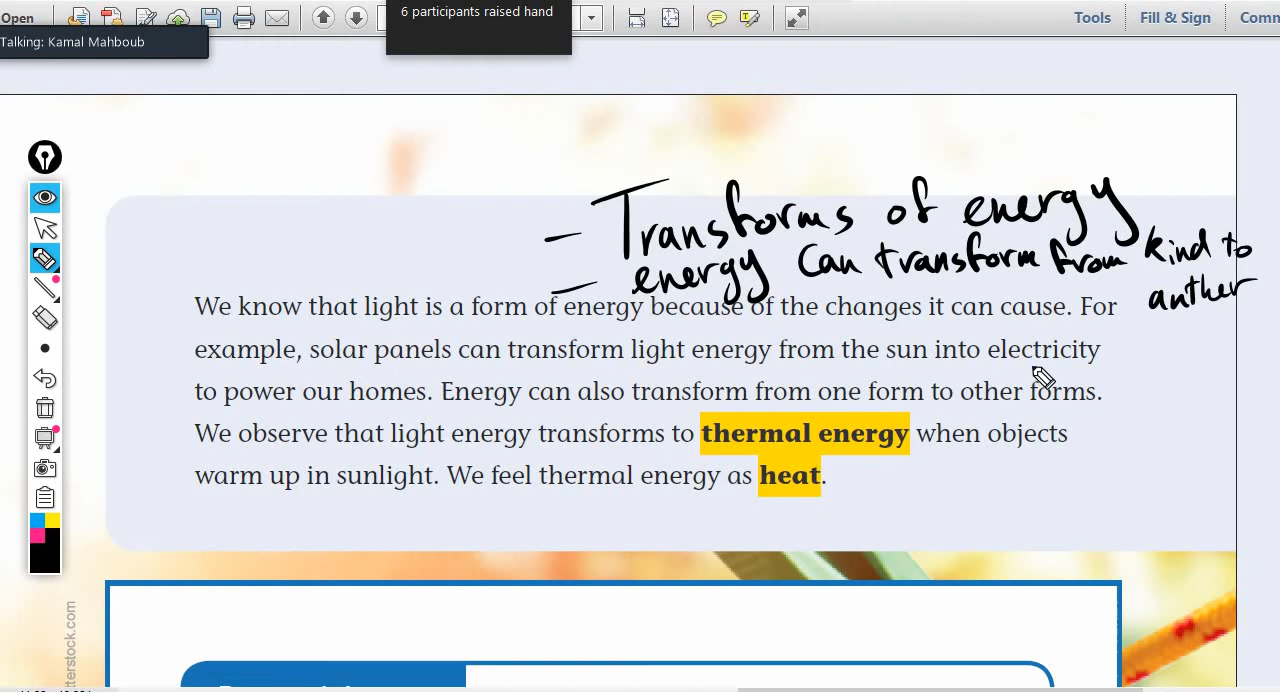 Open
6 participants raised hand
Tools
Fill & Sign
Comm
Talking: Kamal Mahboub
- Transforms of energy
- energy can transform from kind to
anther
We know that light is a form of energy because of the changes it can cause. For
example, solar panels can transform light energy from the sun into electricity
to power our homes. Energy can also transform from one form to other forms.
We observe that light energy transforms to thermal energy when objects
warm up in sunlight. We feel thermal energy as heat.
tterstock.com